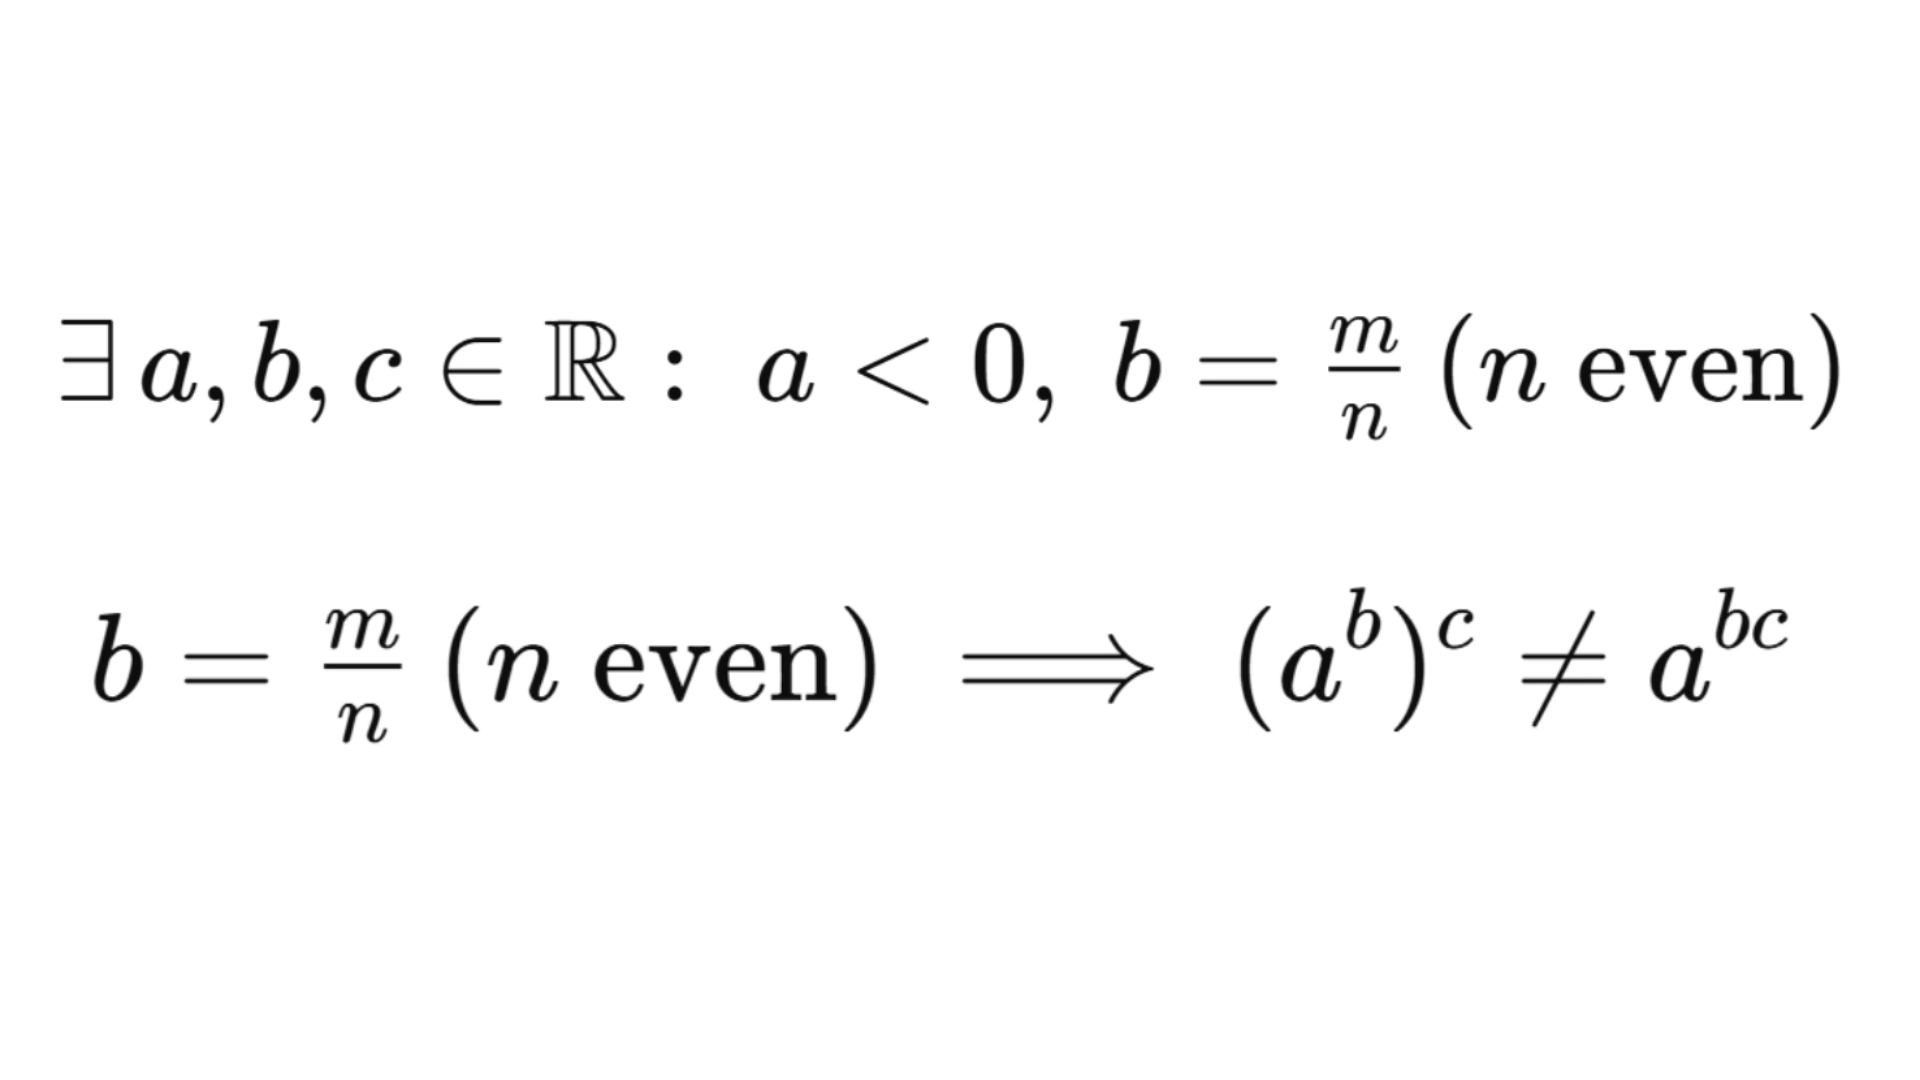 ∃ a, b, c ∈ ℝ : a < 0, b = m/n (n even)
b = m/n (n even) ⟹ (a^b)^c ≠ a^{bc}